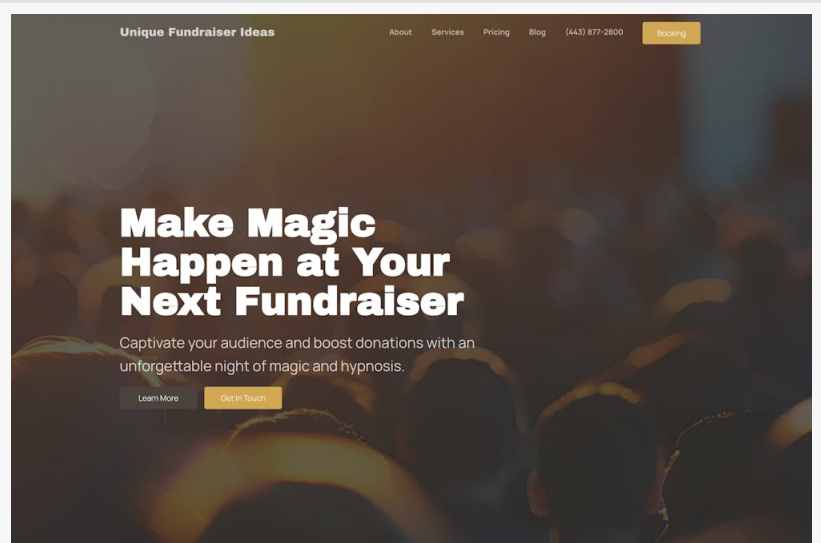 Unique Fundraiser Ideas
About Services Pricing Blog (443) 877-2800 Booking
Make Magic
Happen at Your
Next Fundraiser
Captivate your audience and boost donations with an
unforgettable night of magic and hypnosis.
Learn More Get In Touch